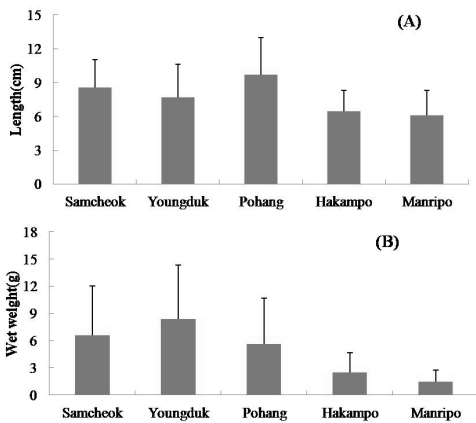 (A)
Length(cm)
15
12
9
6
3
0
Samcheok Youngduk Pohang Hakampo Manripo
(B)
Wet weight(g)
18
15
12
9
6
3
0
Samcheok Youngduk Pohang Hakampo Manripo